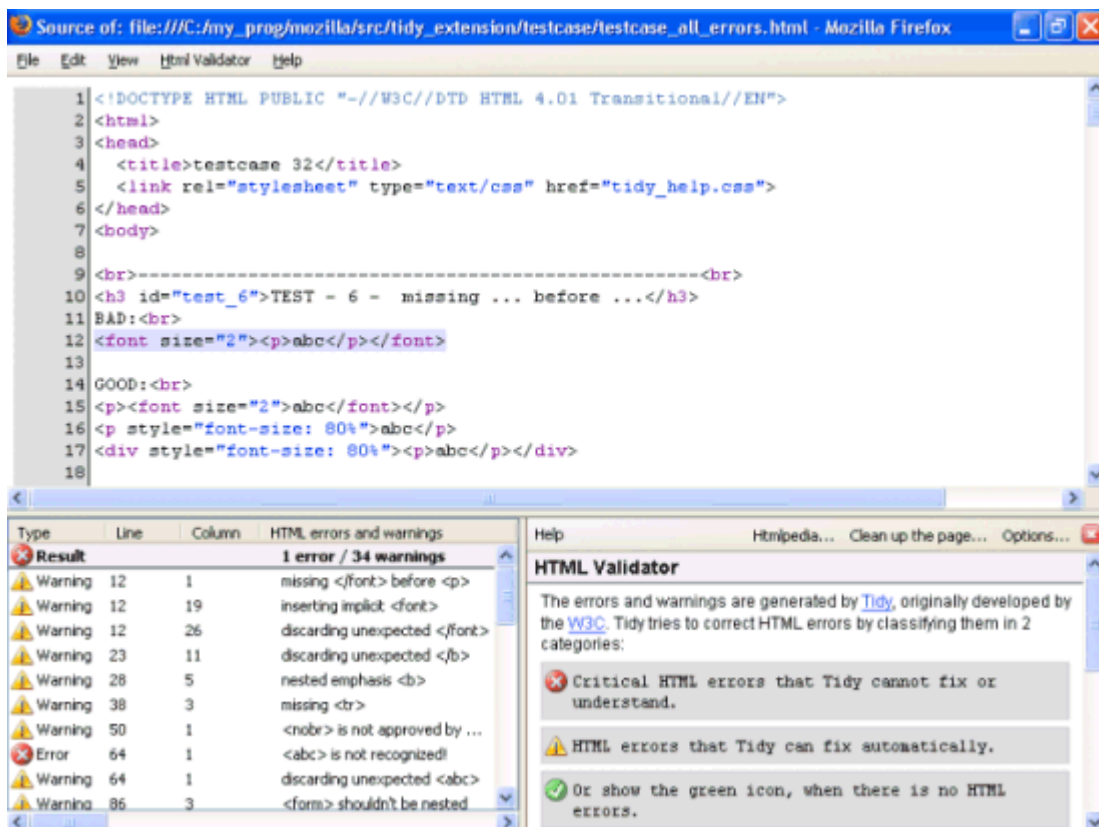 Source of: file:///C:/my_prog/mozilla/src/tidy_extension/testcase/testcase_all_errors.html - Mozilla Firefox
File Edit View Html Validator Help
1 <!DOCTYPE HTML PUBLIC "-//W3C//DTD HTML 4.01 Transitional//EN">
2 <html>
3 <head>
4 <title>testcase 32</title>
5 <link rel="stylesheet" type="text/css" href="tidy_help.css">
6 </head>
7 <body>
8
9 <br>---------------------------------------------------<br>
10 <h3 id="test_6">TEST - 6 - missing ... before ...</h3>
11 BAD:<br>
12 <font size="2"><p>abc</p></font>
13
14 GOOD:<br>
15 <p><font size="2">abc</font></p>
16 <p style="font-size: 80%">abc</p>
17 <div style="font-size: 80%"><p>abc</p></div>
18
Type Line Column HTML errors and warnings
Result 1 error / 34 warnings
Warning 12 1 missing </font> before <p>
Warning 12 19 inserting implicit <font>
Warning 12 26 discarding unexpected </font>
Warning 23 11 discarding unexpected </b>
Warning 28 5 nested emphasis <b>
Warning 38 3 missing <tr>
Warning 50 1 <nobr> is not approved by ...
Error 64 1 <abc> is not recognized!
Warning 64 1 discarding unexpected <abc>
Warning 86 3 <form> shouldn't be nested
Help Htmlpedia... Clean up the page... Options...
HTML Validator
The errors and warnings are generated by Tidy, originally developed by
the W3C. Tidy tries to correct HTML errors by classifying them in 2
categories:
Critical HTML errors that Tidy cannot fix or
understand.
HTML errors that Tidy can fix automatically.
Or show the green icon, when there is no HTML
errors.